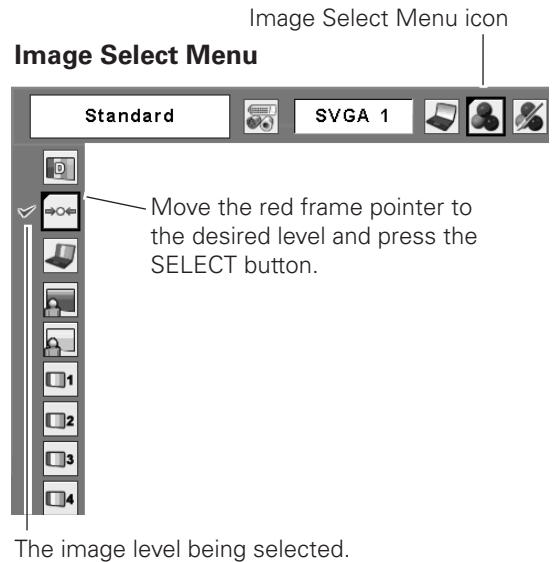 Image Select Menu icon
Image Select Menu
Standard
SVGA 1
D
Move the red frame pointer to
the desired level and press the
SELECT button.
1
2
3
4
The image level being selected.